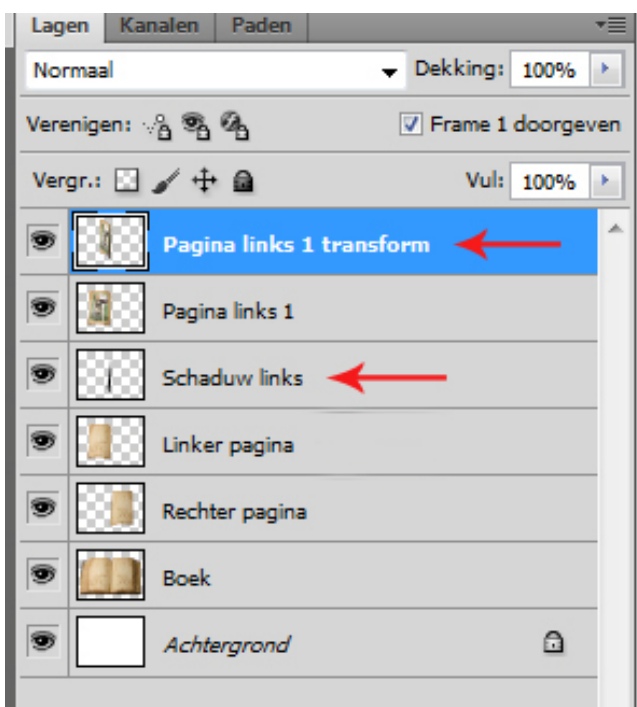 Lagen Kanalen Paden
Normaal Dekking: 100%
Verenigen: Frame 1 doorgeven
Vergr.: Vul: 100%
Pagina links 1 transform
Pagina links 1
Schaduw links
Linker pagina
Rechter pagina
Boek
Achtergrond